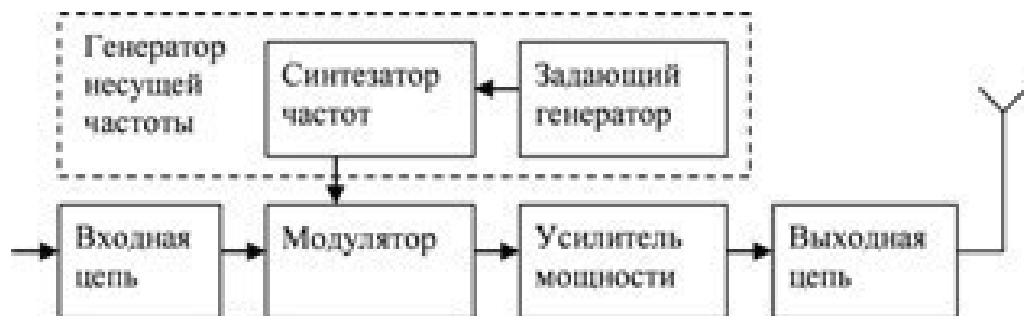 Генератор
несущей
частоты
Синтезатор
частот
Задающий
генератор
Входная
цепь
Модулятор
Усилитель
мощности
Выходная
цепь